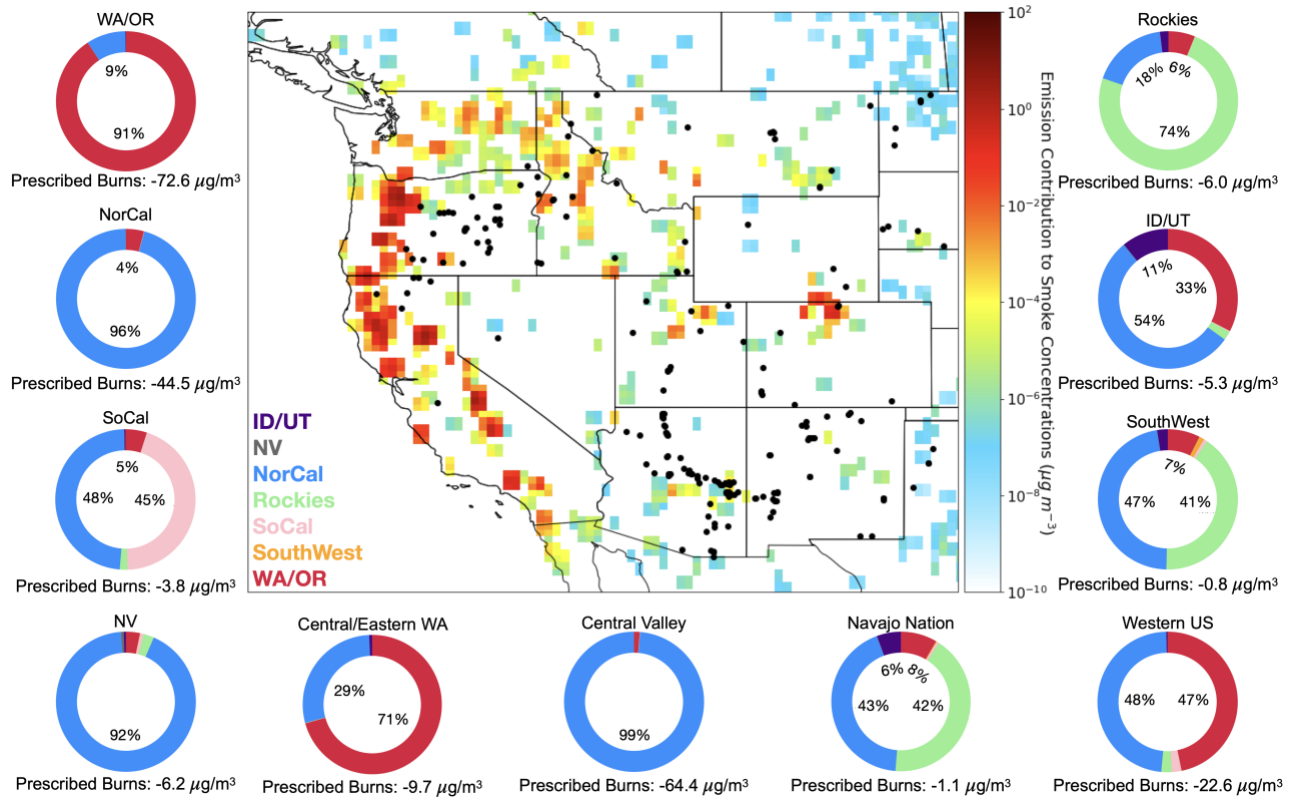 WA/OR
9%
91%
Prescribed Burns: -72.6 μg/m³
NorCal
4%
96%
Prescribed Burns: -44.5 μg/m³
SoCal
5%
48%
45%
Prescribed Burns: -3.8 μg/m³
ID/UT
NV
NorCal
Rockies
SoCal
SouthWest
WA/OR
10²
10⁰
10⁻²
10⁻⁴
10⁻⁶
10⁻⁸
10⁻¹⁰
Emission Contribution to Smoke Concentrations (μg m⁻³)
Rockies
18%
6%
74%
Prescribed Burns: -6.0 μg/m³
ID/UT
11%
33%
54%
Prescribed Burns: -5.3 μg/m³
SouthWest
7%
47%
41%
Prescribed Burns: -0.8 μg/m³
NV
92%
Prescribed Burns: -6.2 μg/m³
Central/Eastern WA
29%
71%
Prescribed Burns: -9.7 μg/m³
Central Valley
99%
Prescribed Burns: -64.4 μg/m³
Navajo Nation
6%
8%
43%
42%
Prescribed Burns: -1.1 μg/m³
Western US
48%
47%
Prescribed Burns: -22.6 μg/m³